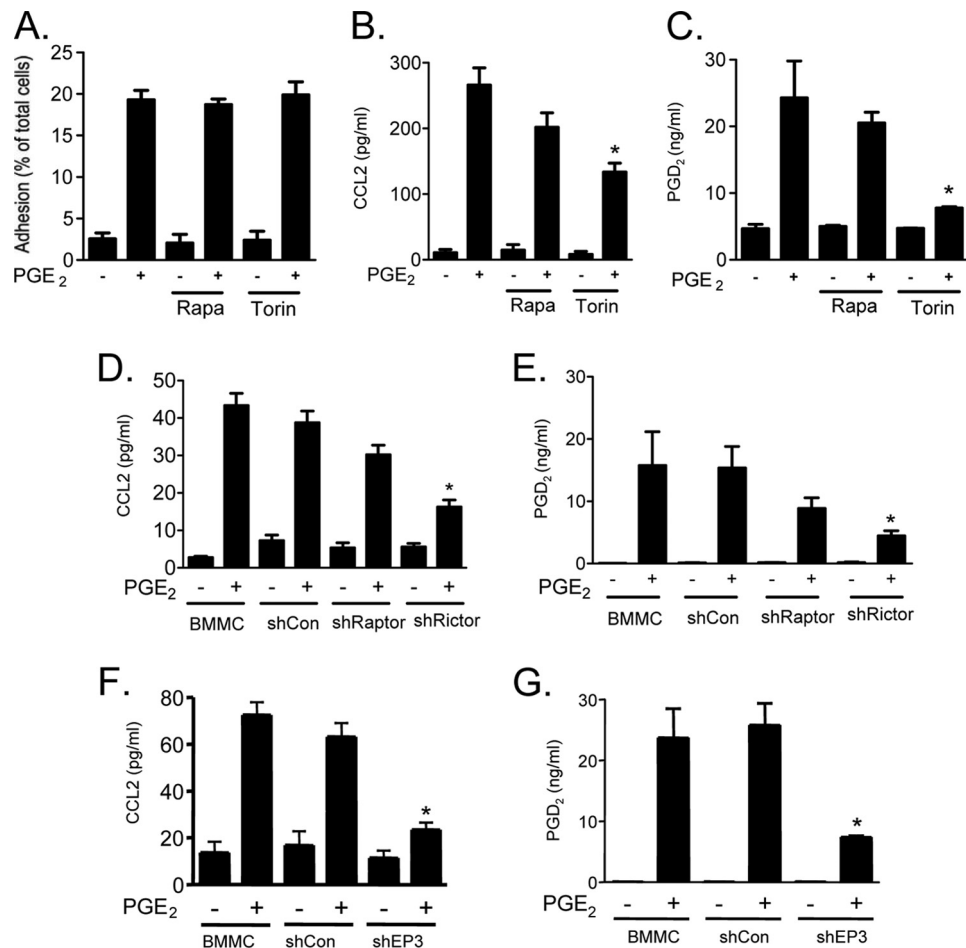 A.
Adhesion (% of total cells)
25
20
15
10
5
0
PGE2
- + - + - +
Rapa Torin
B.
CCL2 (pg/ml)
300
200
100
0
*
PGE2
- + - + - +
Rapa Torin
C.
PGD2 (ng/ml)
30
20
10
0
*
PGE2
- + - + - +
Rapa Torin
D.
CCL2 (pg/ml)
50
40
30
20
10
0
*
PGE2
- + - + - + - +
BMMC shCon shRaptor shRictor
E.
PGD2 (ng/ml)
30
20
10
0
*
PGE2
- + - + - + - +
BMMC shCon shRaptor shRictor
F.
CCL2 (pg/ml)
80
60
40
20
0
*
PGE2
- + - + - +
BMMC shCon shEP3
G.
PGD2 (ng/ml)
30
20
10
0
*
PGE2
- + - + - +
BMMC shCon shEP3